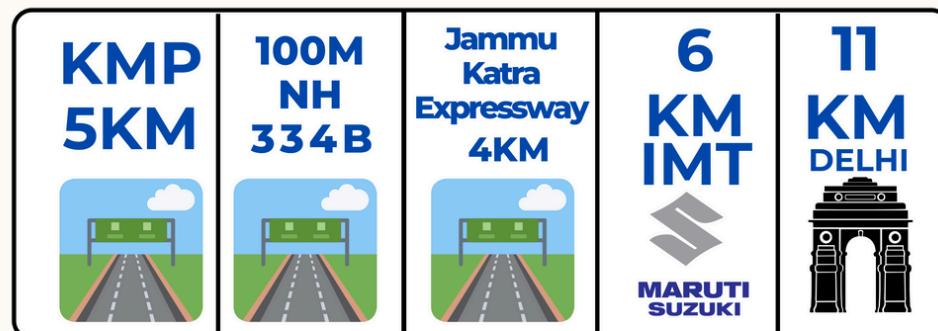 KMP
5KM
100M
NH
334B
Jammu
Katra
Expressway
4KM
6
KM
IMT
MARUTI
SUZUKI
11
KM
DELHI